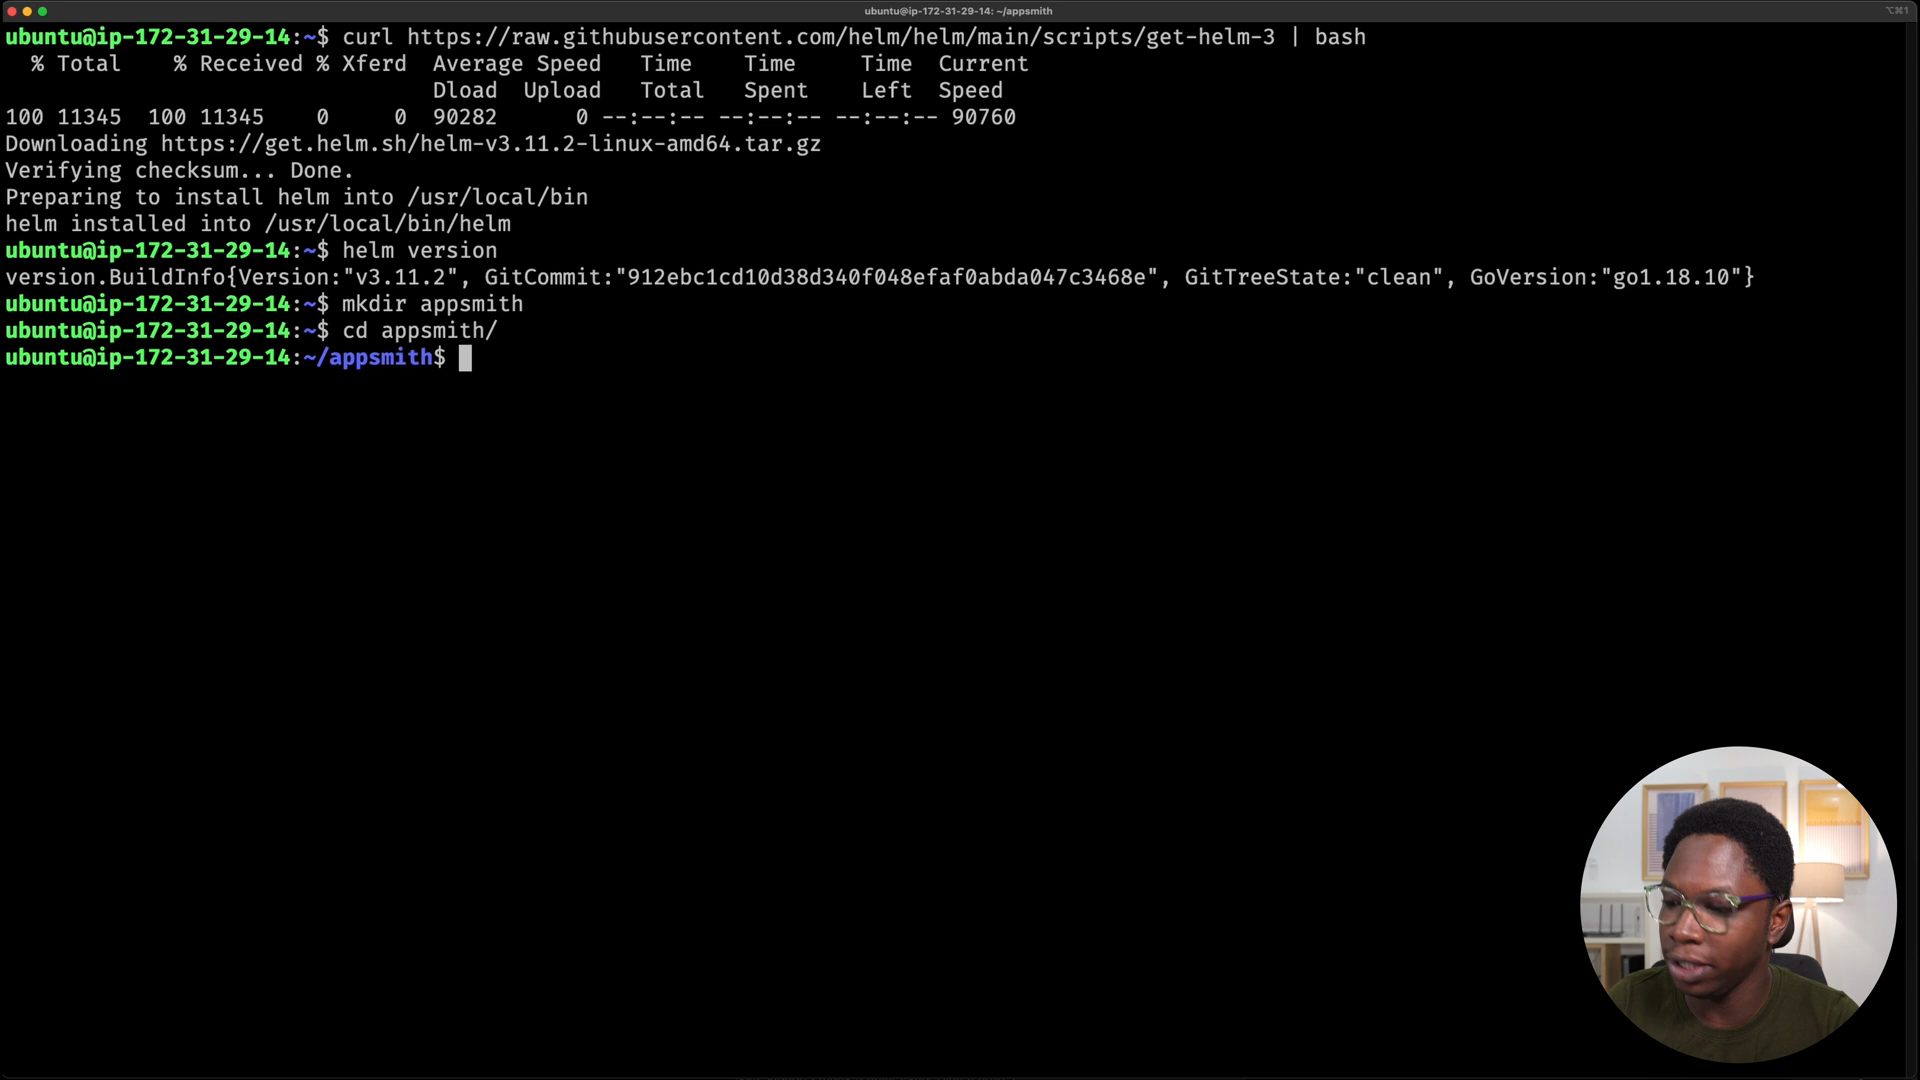 ubuntu@ip-172-31-29-14: ~/appsmith
⌥⌘1
ubuntu@ip-172-31-29-14:~$ curl https://raw.githubusercontent.com/helm/helm/main/scripts/get-helm-3 | bash
% Total % Received % Xferd Average Speed Time Time Time Current
Dload Upload Total Spent Left Speed
100 11345 100 11345 0 0 90282 0 --:--:-- --:--:-- --:--:-- 90760
Downloading https://get.helm.sh/helm-v3.11.2-linux-amd64.tar.gz
Verifying checksum... Done.
Preparing to install helm into /usr/local/bin
helm installed into /usr/local/bin/helm
ubuntu@ip-172-31-29-14:~$ helm version
version.BuildInfo{Version:"v3.11.2", GitCommit:"912ebc1cd10d38d340f048efaf0abda047c3468e", GitTreeState:"clean", GoVersion:"go1.18.10"}
ubuntu@ip-172-31-29-14:~$ mkdir appsmith
ubuntu@ip-172-31-29-14:~$ cd appsmith/
ubuntu@ip-172-31-29-14:~/appsmith$